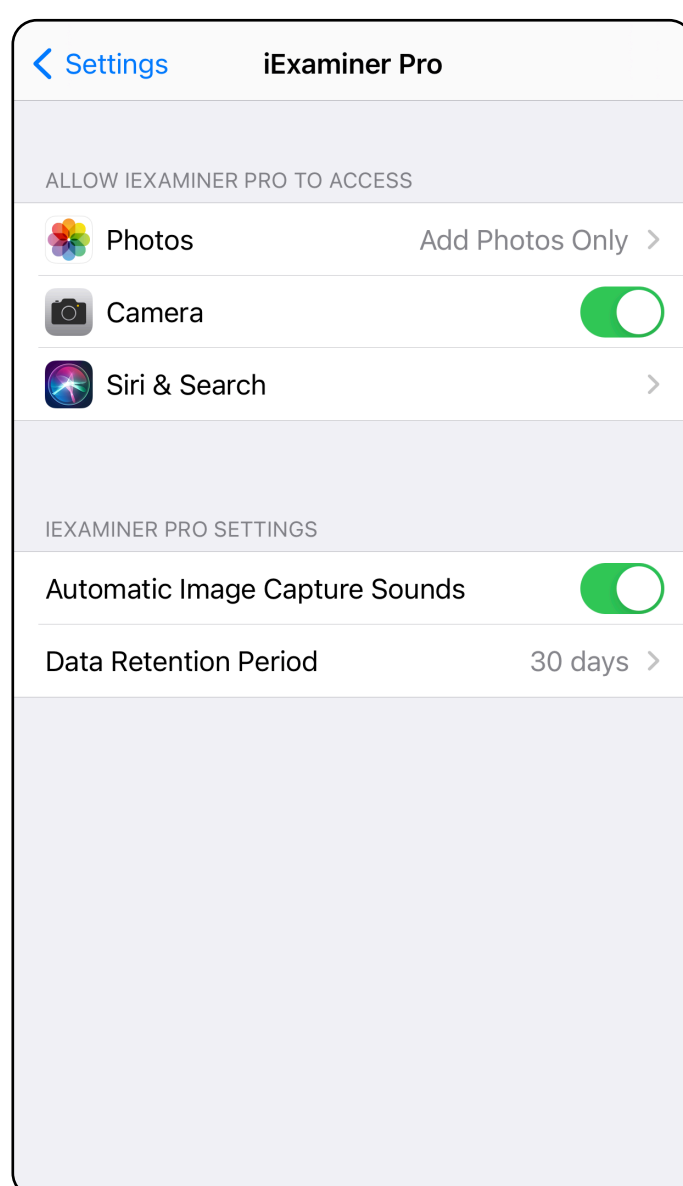 Settings iExaminer Pro
ALLOW IEXAMINER PRO TO ACCESS
Photos Add Photos Only
Camera
Siri & Search
IEXAMINER PRO SETTINGS
Automatic Image Capture Sounds
Data Retention Period 30 days